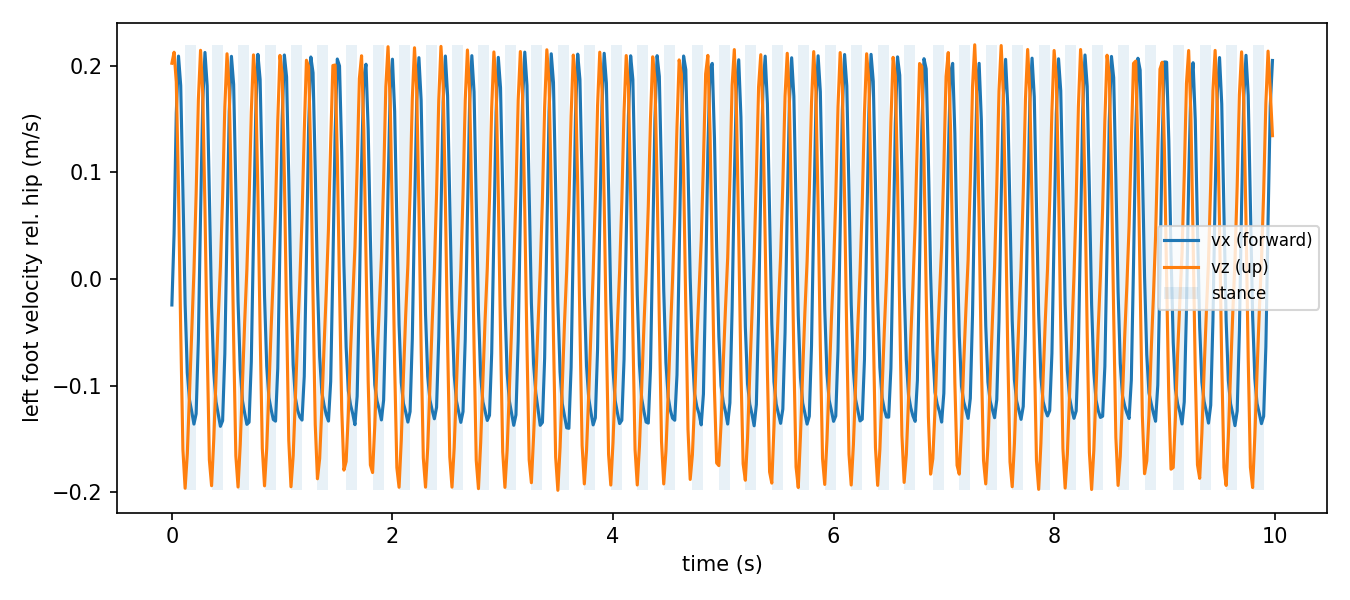 left foot velocity rel. hip (m/s)
0.2
0.1
0.0
−0.1
−0.2
vx (forward)
vz (up)
stance
0 2 4 6 8 10
time (s)